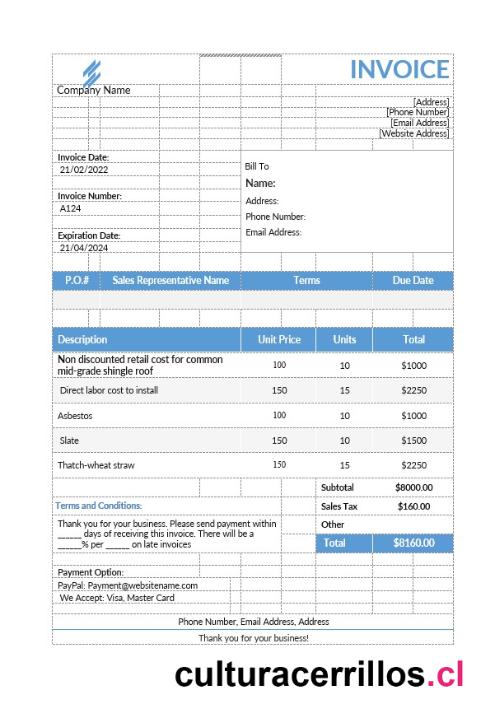 INVOICE
Company Name
[Address]
[Phone Number]
[Email Address]
[Website Address]
Invoice Date:
21/02/2022
Invoice Number:
A124
Expiration Date:
21/04/2024
Bill To
Name:
Address:
Phone Number:
Email Address:
P.O.# Sales Representative Name Terms Due Date
Description Unit Price Units Total
Non discounted retail cost for common
mid-grade shingle roof 100 10 $1000
Direct labor cost to install 150 15 $2250
Asbestos 100 10 $1000
Slate 150 10 $1500
Thatch-wheat straw 150 15 $2250
Subtotal $8000.00
Terms and Conditions:
Sales Tax $160.00
Thank you for your business. Please send payment within
______ days of receiving this invoice. There will be a
______% per ______ on late invoices
Other
Total $8160.00
Payment Option:
PayPal: Payment@websitename.com
We Accept: Visa, Master Card
Phone Number, Email Address, Address
Thank you for your business!
culturacerrillos.cl